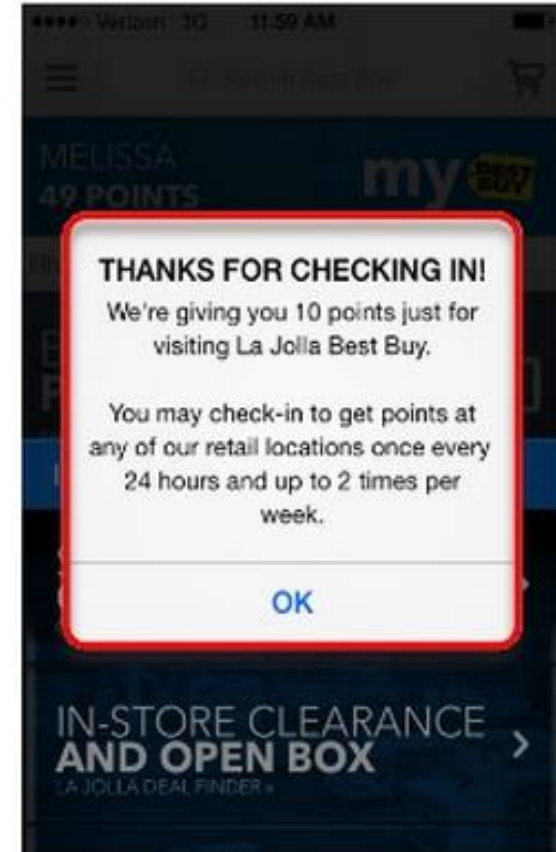 Verizon 3G 11:59 AM
Search Best Buy
MELISSA
49 POINTS
my BEST BUY
THANKS FOR CHECKING IN!
We're giving you 10 points just for
visiting La Jolla Best Buy.
You may check-in to get points at
any of our retail locations once every
24 hours and up to 2 times per
week.
OK
IN-STORE CLEARANCE
AND OPEN BOX
LA JOLLA DEAL FINDER »